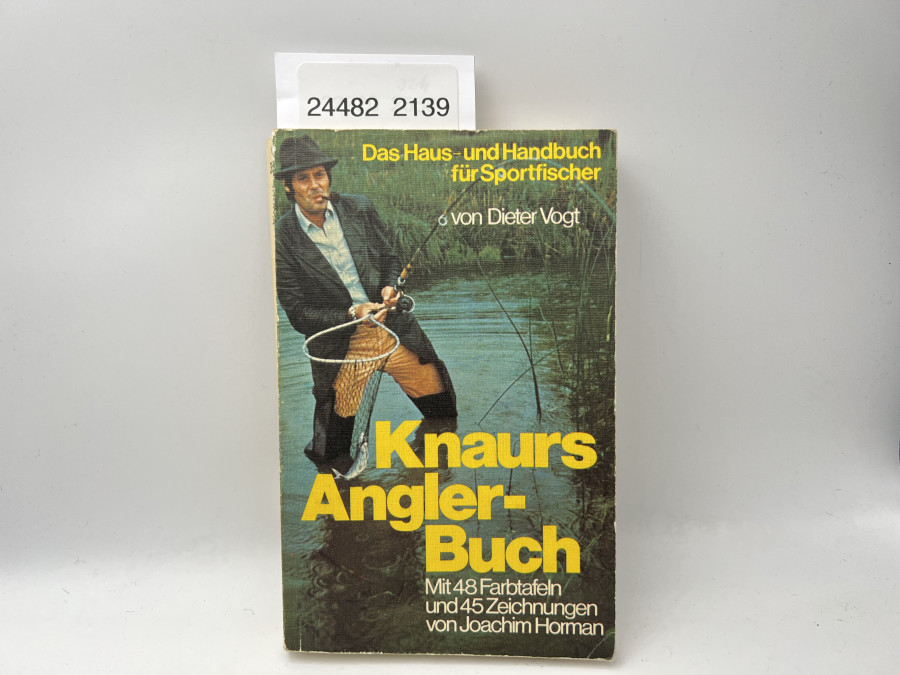 24482 2139
Das Haus- und Handbuch
für Sportfischer
von Dieter Vogt
Knaurs
Angler-
Buch
Mit 48 Farbtafeln
und 45 Zeichnungen
von Joachim Horman